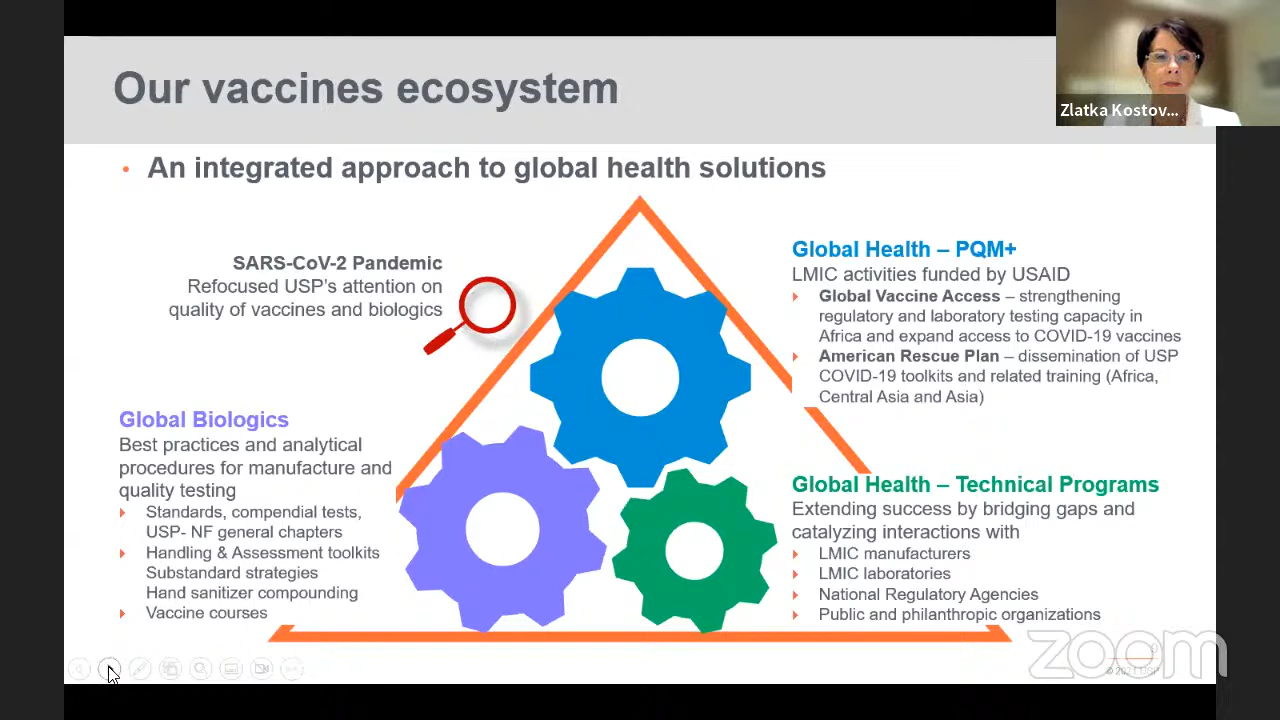 Our vaccines ecosystem
Zlatka Kostov...
• An integrated approach to global health solutions
SARS-CoV-2 Pandemic
Refocused USP's attention on
quality of vaccines and biologics
Global Health – PQM+
LMIC activities funded by USAID
Global Vaccine Access – strengthening
regulatory and laboratory testing capacity in
Africa and expand access to COVID-19 vaccines
American Rescue Plan – dissemination of USP
COVID-19 toolkits and related training (Africa,
Central Asia and Asia)
Global Biologics
Best practices and analytical
procedures for manufacture and
quality testing
Standards, compendial tests,
USP- NF general chapters
Handling & Assessment toolkits
Substandard strategies
Hand sanitizer compounding
Vaccine courses
Global Health – Technical Programs
Extending success by bridging gaps and
catalyzing interactions with
LMIC manufacturers
LMIC laboratories
National Regulatory Agencies
Public and philanthropic organizations
zoom